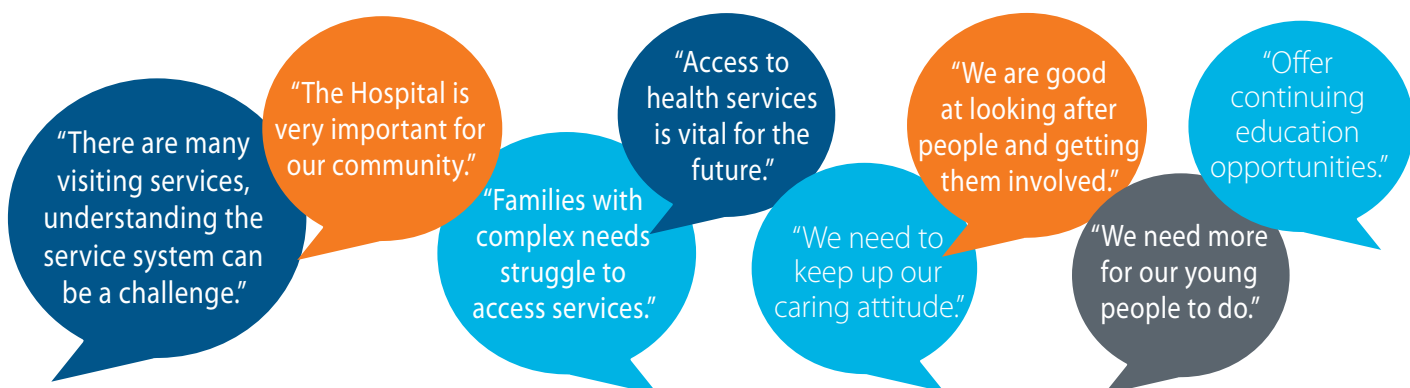 “There are many
visiting services,
understanding the
service system can
be a challenge.”
“The Hospital is
very important for
our community.”
“Families with
complex needs
struggle to
access services.”
“Access to
health services
is vital for the
future.”
“We need to
keep up our
caring attitude.”
“We are good
at looking after
people and getting
them involved.”
“We need more
for our young
people to do.”
“Offer
continuing
education
opportunities.”